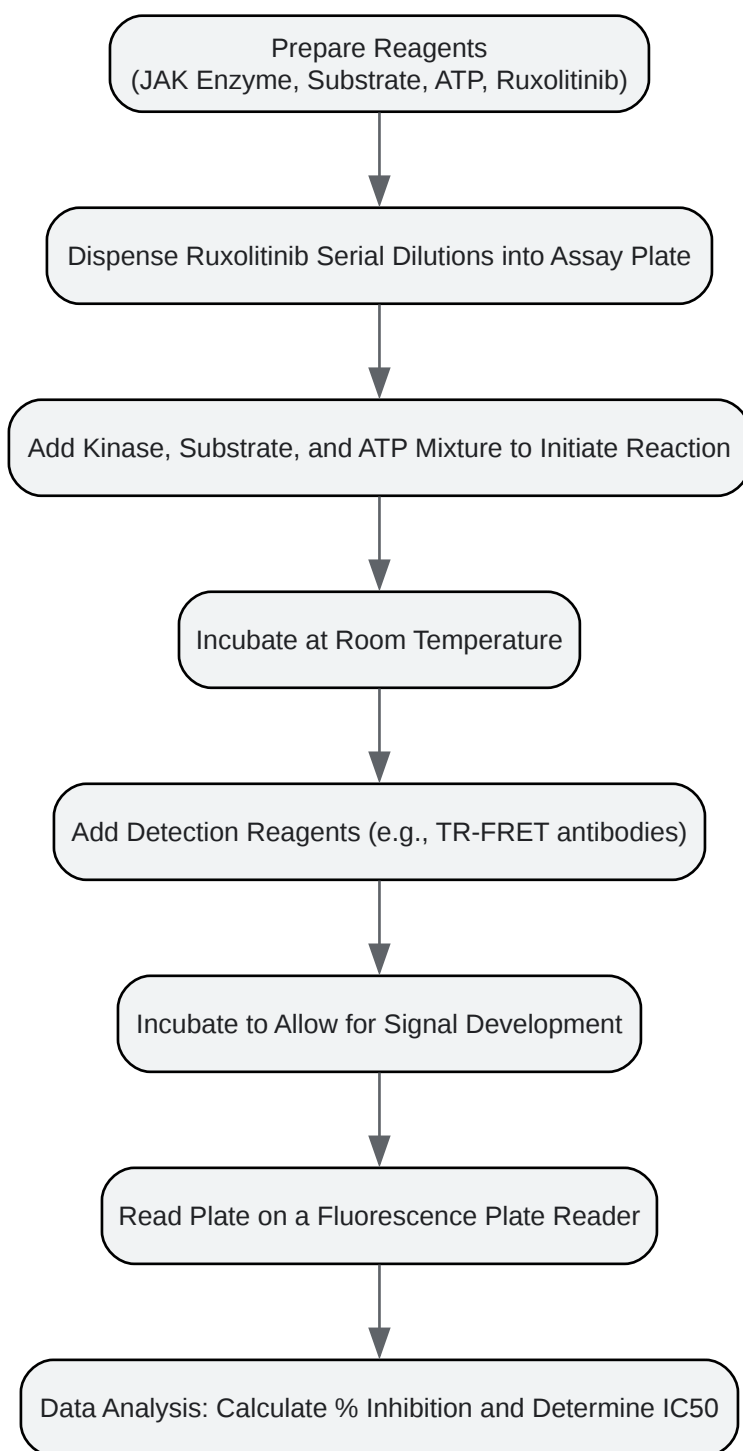 Prepare Reagents
(JAK Enzyme, Substrate, ATP, Ruxolitinib)
Dispense Ruxolitinib Serial Dilutions into Assay Plate
Add Kinase, Substrate, and ATP Mixture to Initiate Reaction
Incubate at Room Temperature
Add Detection Reagents (e.g., TR-FRET antibodies)
Incubate to Allow for Signal Development
Read Plate on a Fluorescence Plate Reader
Data Analysis: Calculate % Inhibition and Determine IC50